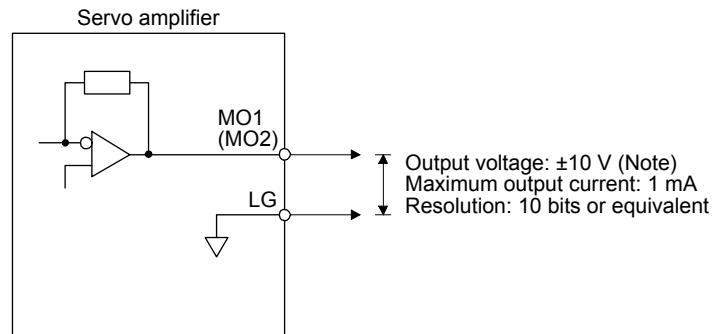 Servo amplifier
MO1
(MO2)
LG
Output voltage: ±10 V (Note)
Maximum output current: 1 mA
Resolution: 10 bits or equivalent